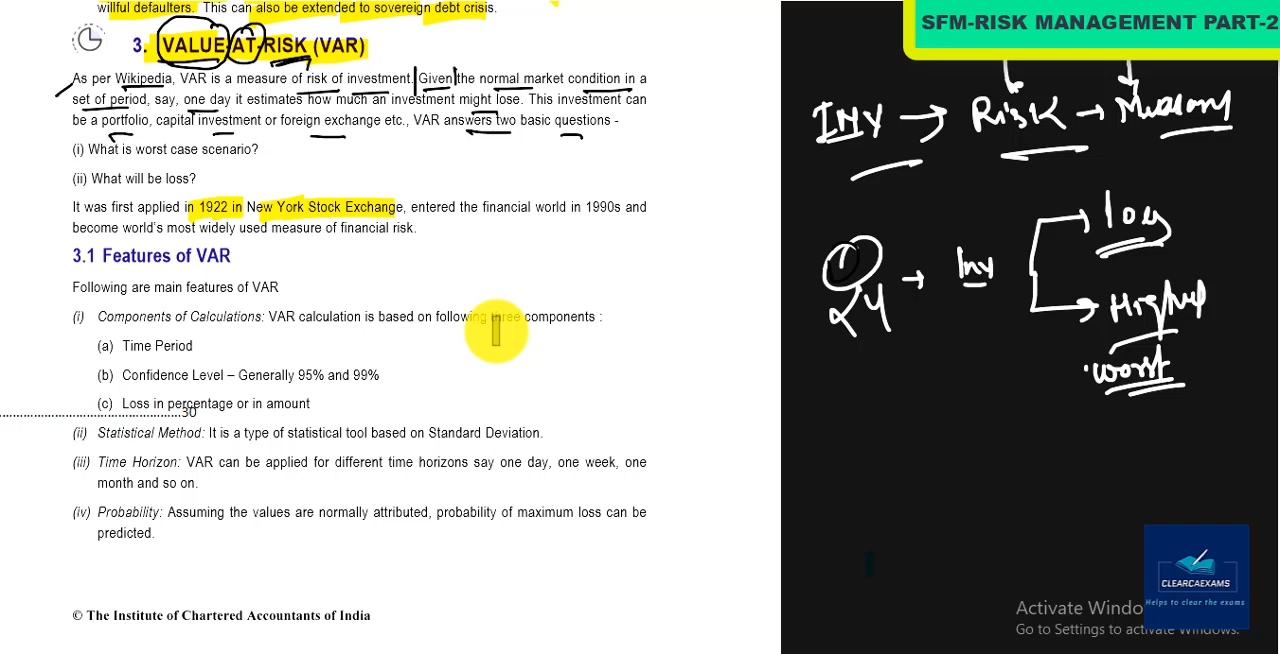 willful defaulters. This can also be extended to sovereign debt crisis.
3. VALUE-AT-RISK (VAR)
As per Wikipedia, VAR is a measure of risk of investment. Given the normal market condition in a
set of period, say, one day it estimates how much an investment might lose. This investment can
be a portfolio, capital investment or foreign exchange etc., VAR answers two basic questions -
(i) What is worst case scenario?
(ii) What will be loss?
It was first applied in 1922 in New York Stock Exchange, entered the financial world in 1990s and
become world's most widely used measure of financial risk.
3.1 Features of VAR
Following are main features of VAR
(i) Components of Calculations: VAR calculation is based on following three components :
(a) Time Period
(b) Confidence Level – Generally 95% and 99%
(c) Loss in percentage or in amount
30
(ii) Statistical Method: It is a type of statistical tool based on Standard Deviation.
(iii) Time Horizon: VAR can be applied for different time horizons say one day, one week, one
month and so on.
(iv) Probability: Assuming the values are normally attributed, probability of maximum loss can be
predicted.
© The Institute of Chartered Accountants of India
SFM-RISK MANAGEMENT PART-2
INV → Risk →
→ Inv
worst
CLEARCAEXAMS
Helps to clear the exams
Activate Windo
Go to Settings to activate Windows.